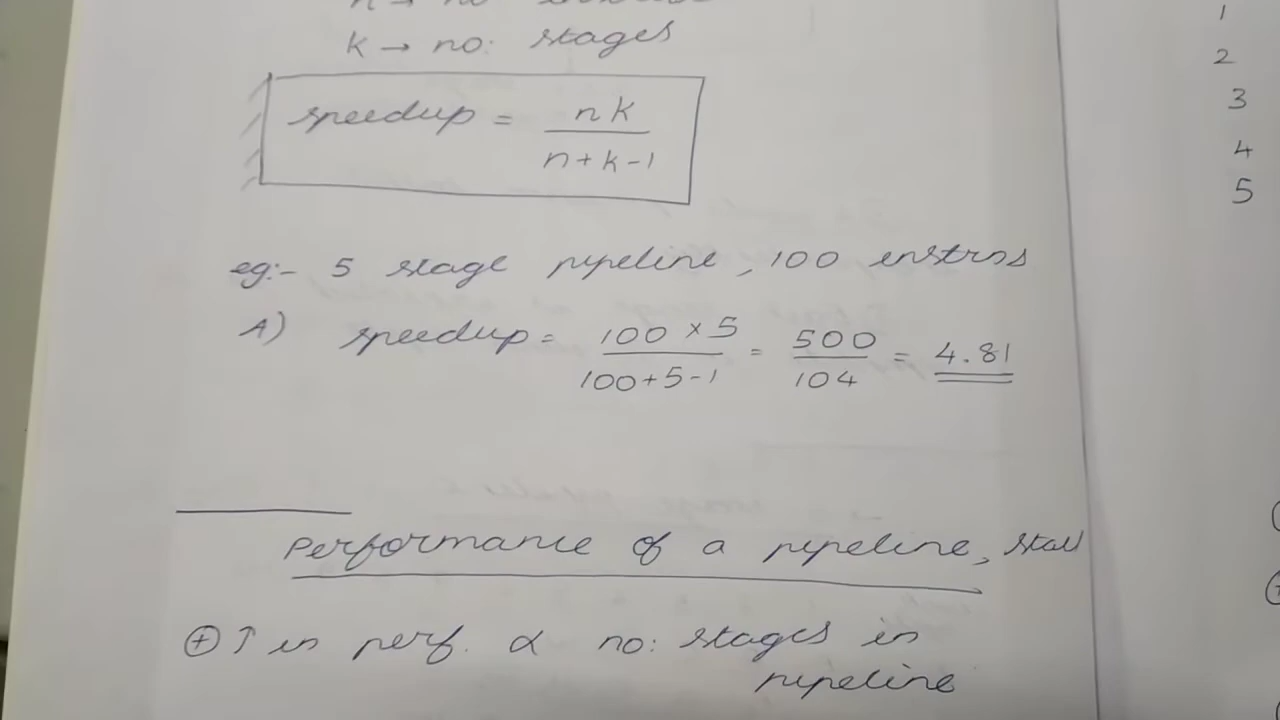 n → no:
k → no: stages
speedup = nk / n+k-1
eg:- 5 stage pipeline, 100 instrns
A) speedup = 100 × 5 / 100+5-1 = 500 / 104 = 4.81
Performance of a pipeline, stall
⊕ ↑ in perf. α no: stages in
pipeline
1
2
3
4
5